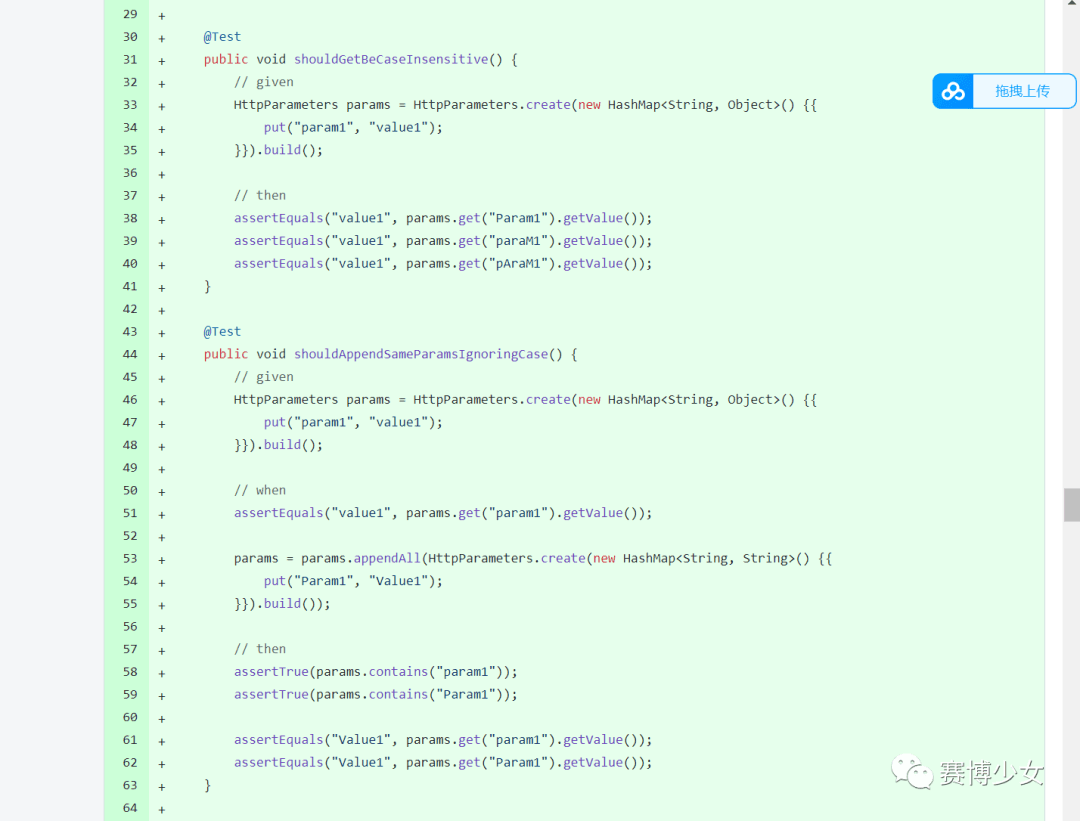 29 +
30 + @Test
31 + public void shouldGetBeCaseInsensitive() {
32 + // given
33 + HttpParameters params = HttpParameters.create(new HashMap<String, Object>() {{
34 + put("param1", "value1");
35 + }}).build();
36 +
37 + // then
38 + assertEquals("value1", params.get("Param1").getValue());
39 + assertEquals("value1", params.get("paraM1").getValue());
40 + assertEquals("value1", params.get("pAraM1").getValue());
41 + }
42 +
43 + @Test
44 + public void shouldAppendSameParamsIgnoringCase() {
45 + // given
46 + HttpParameters params = HttpParameters.create(new HashMap<String, Object>() {{
47 + put("param1", "value1");
48 + }}).build();
49 +
50 + // when
51 + assertEquals("value1", params.get("param1").getValue());
52 +
53 + params = params.appendAll(HttpParameters.create(new HashMap<String, String>() {{
54 + put("Param1", "Value1");
55 + }}).build());
56 +
57 + // then
58 + assertTrue(params.contains("param1"));
59 + assertTrue(params.contains("Param1"));
60 +
61 + assertEquals("Value1", params.get("param1").getValue());
62 + assertEquals("Value1", params.get("Param1").getValue());
63 + }
64 +
拖拽上传
赛博少女